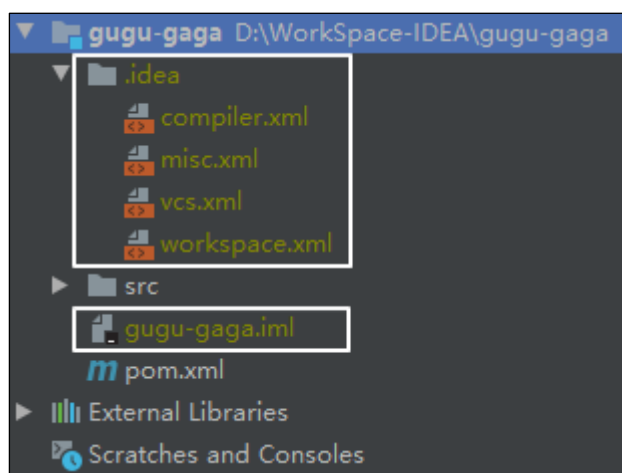 gugu-gaga D:\WorkSpace-IDEA\gugu-gaga
.idea
compiler.xml
misc.xml
vcs.xml
workspace.xml
src
gugu-gaga.iml
pom.xml
External Libraries
Scratches and Consoles